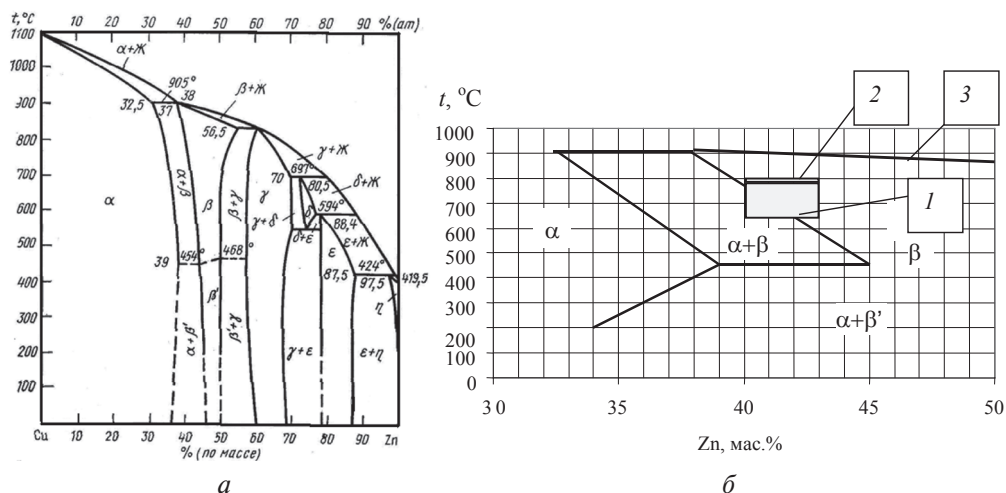 t,°C
10 20 30 40 50 60 70 80 90 % (ат)
1100
1000
900
800
700
600
500
400
300
200
100
α+Ж
905°
32,5
37
38
β+Ж
56,5
γ+Ж
697°
70
80,5
δ+Ж
α
α+β
β
β+γ
γ
γ+δ
δ
594°
88,4
δ+ε
ε
ε+Ж
39
454°
468°
424°
87,5
97,5
419,5
η
β'
α+β'
β'+γ
γ+ε
ε+η
Cu 10 20 30 40 50 60 70 80 90 Zn
% (по массе)
а
2
3
1
t, °C
1000
900
800
700
600
500
400
300
200
100
0
α
α+β
β
α+β'
30 35 40 45 50
Zn, мас.%
б